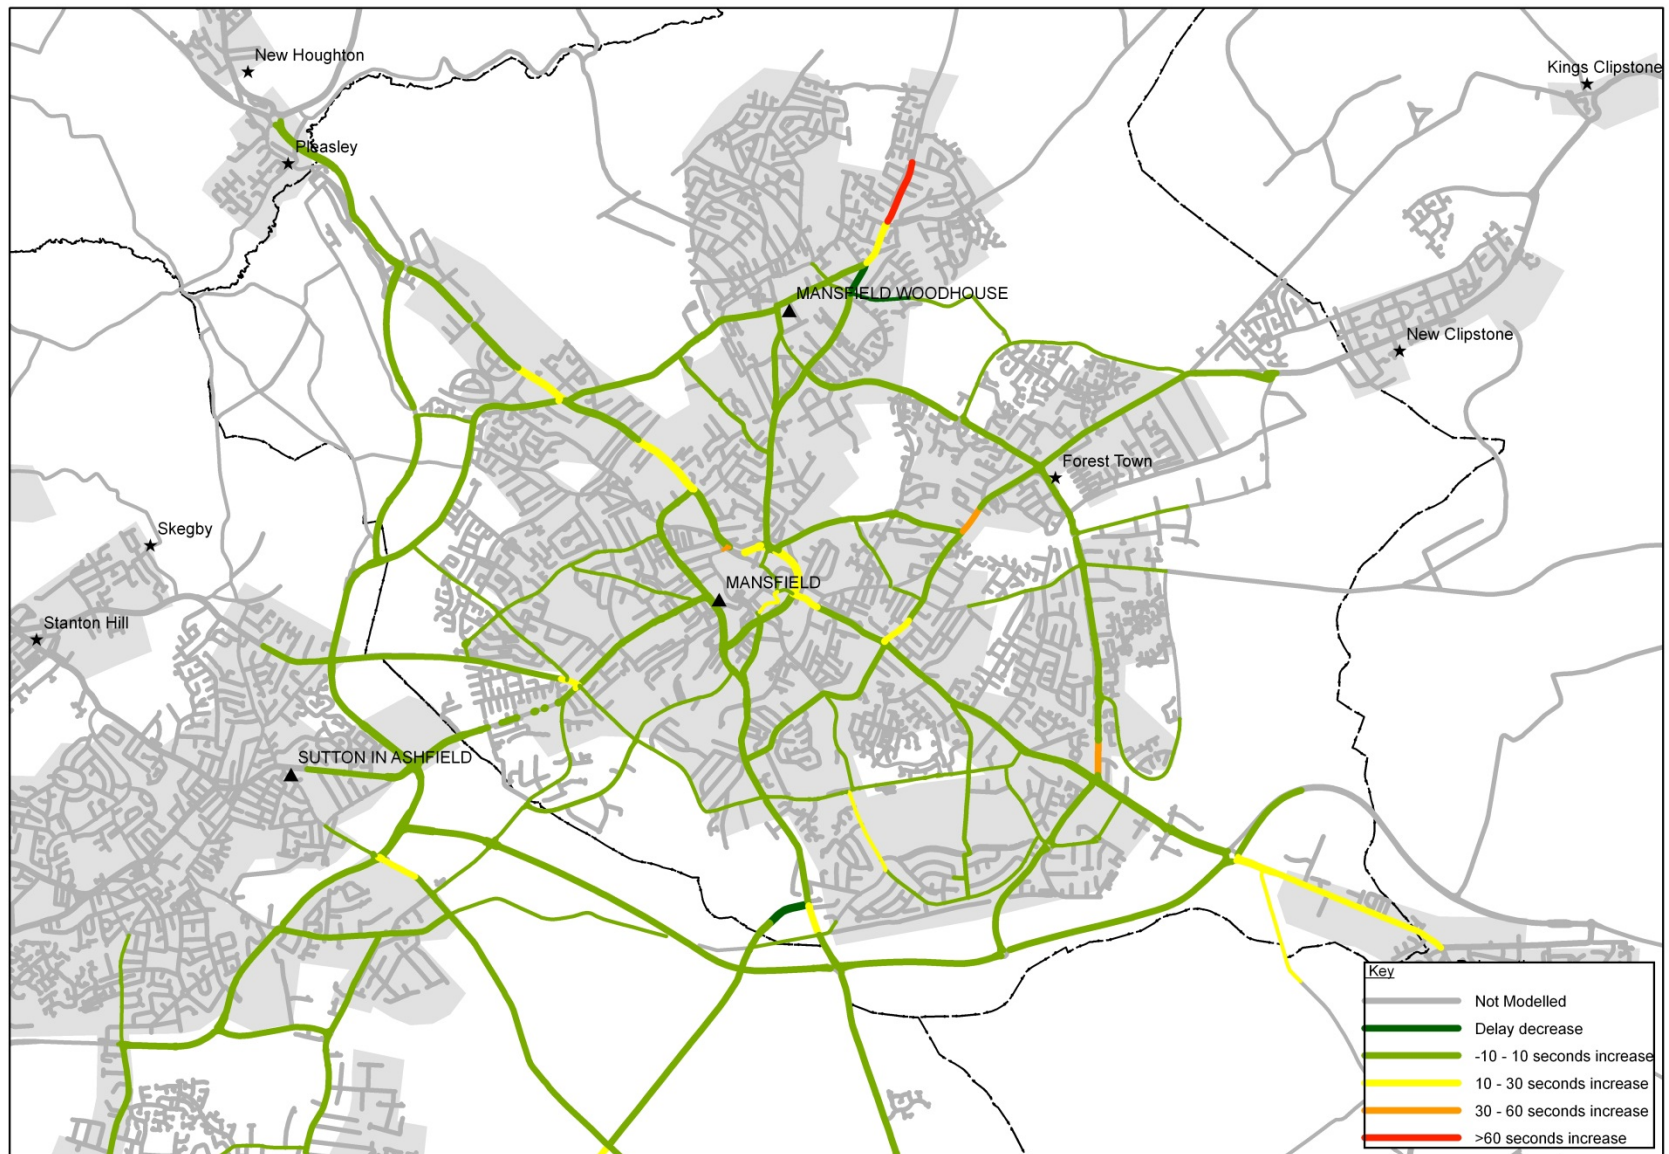 New Houghton
Kings Clipstone
Pleasley
MANSFIELD WOODHOUSE
New Clipstone
Forest Town
Skegby
MANSFIELD
Stanton Hill
SUTTON IN ASHFIELD
Key
Not Modelled
Delay decrease
-10 - 10 seconds increase
10 - 30 seconds increase
30 - 60 seconds increase
>60 seconds increase